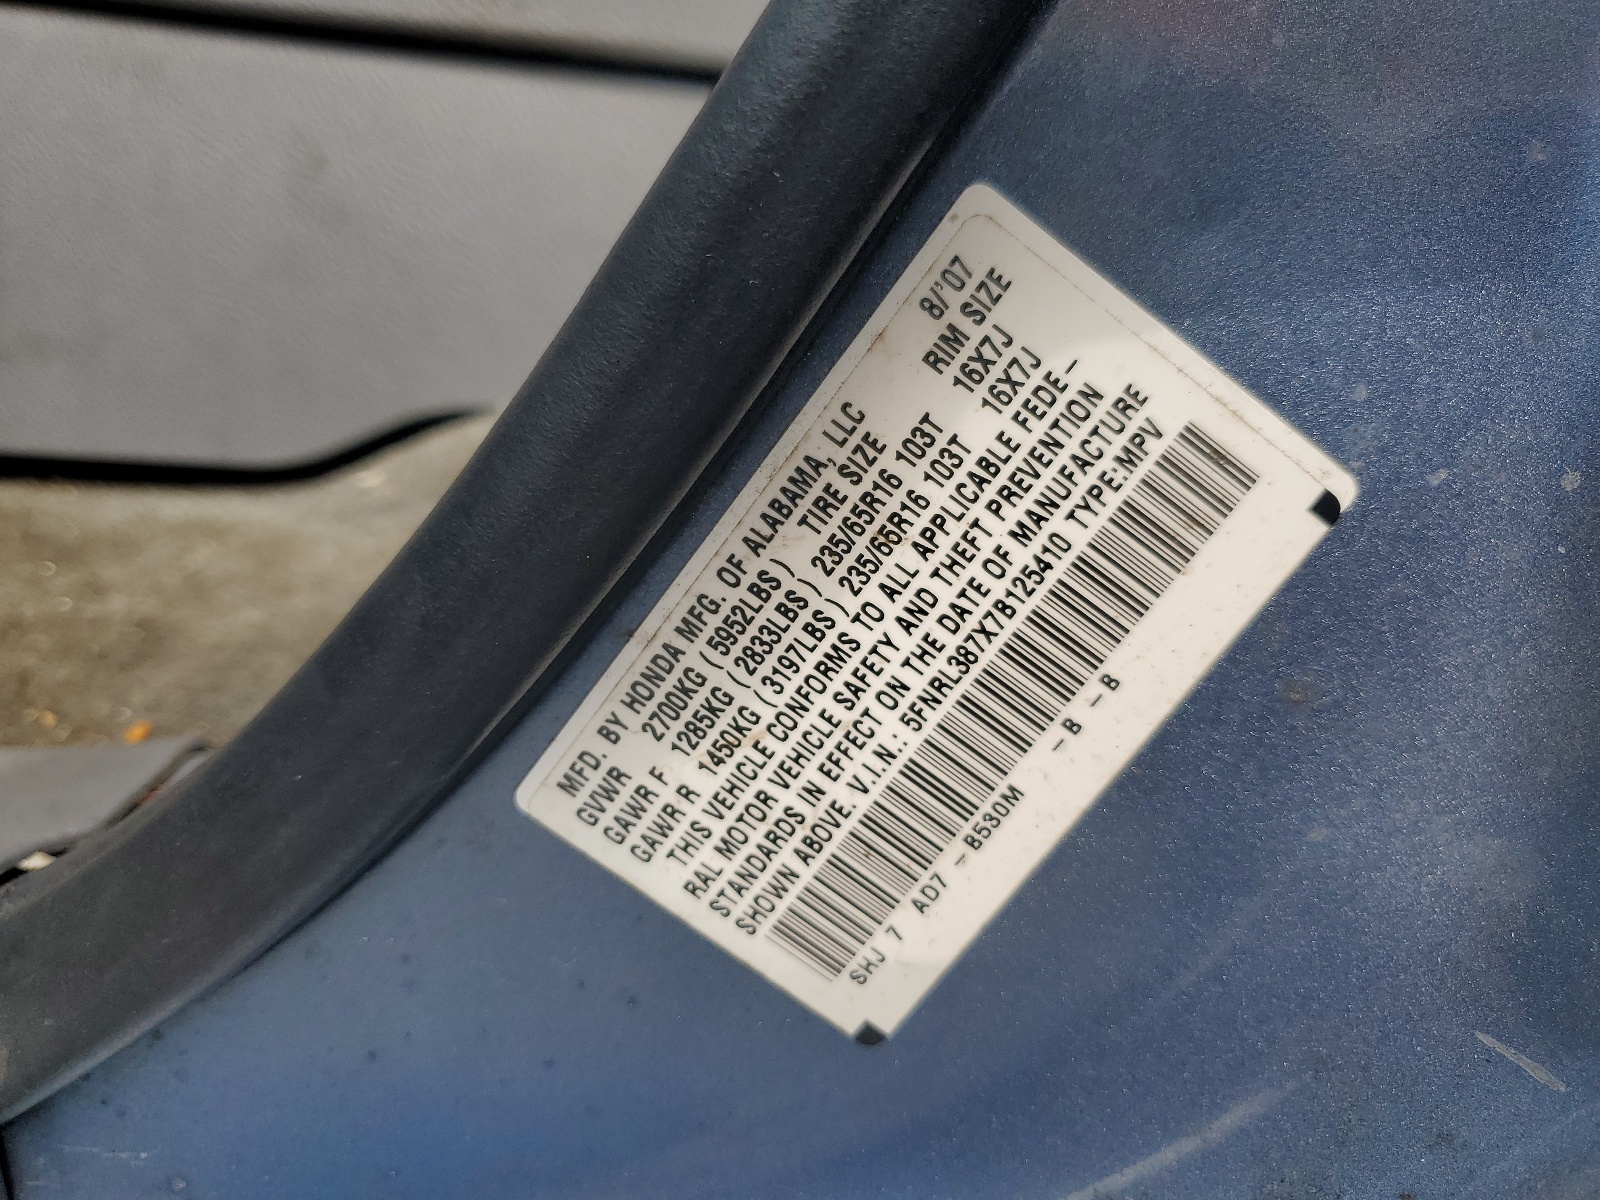 MFD. BY HONDA MFG. OF ALABAMA, LLC 8/'07
GVWR 2700KG (5952LBS) TIRE SIZE RIM SIZE
GAWR F 1285KG (2833LBS) 235/65R16 103T 16X7J
GAWR R 1450KG (3197LBS) 235/65R16 103T 16X7J
THIS VEHICLE CONFORMS TO ALL APPLICABLE FEDE-
RAL MOTOR VEHICLE SAFETY AND THEFT PREVENTION
STANDARDS IN EFFECT ON THE DATE OF MANUFACTURE
SHOWN ABOVE. V.I.N.: 5FNRL387X7B125410 TYPE:MPV
SHJ 7 AD7 -B530M -B -B